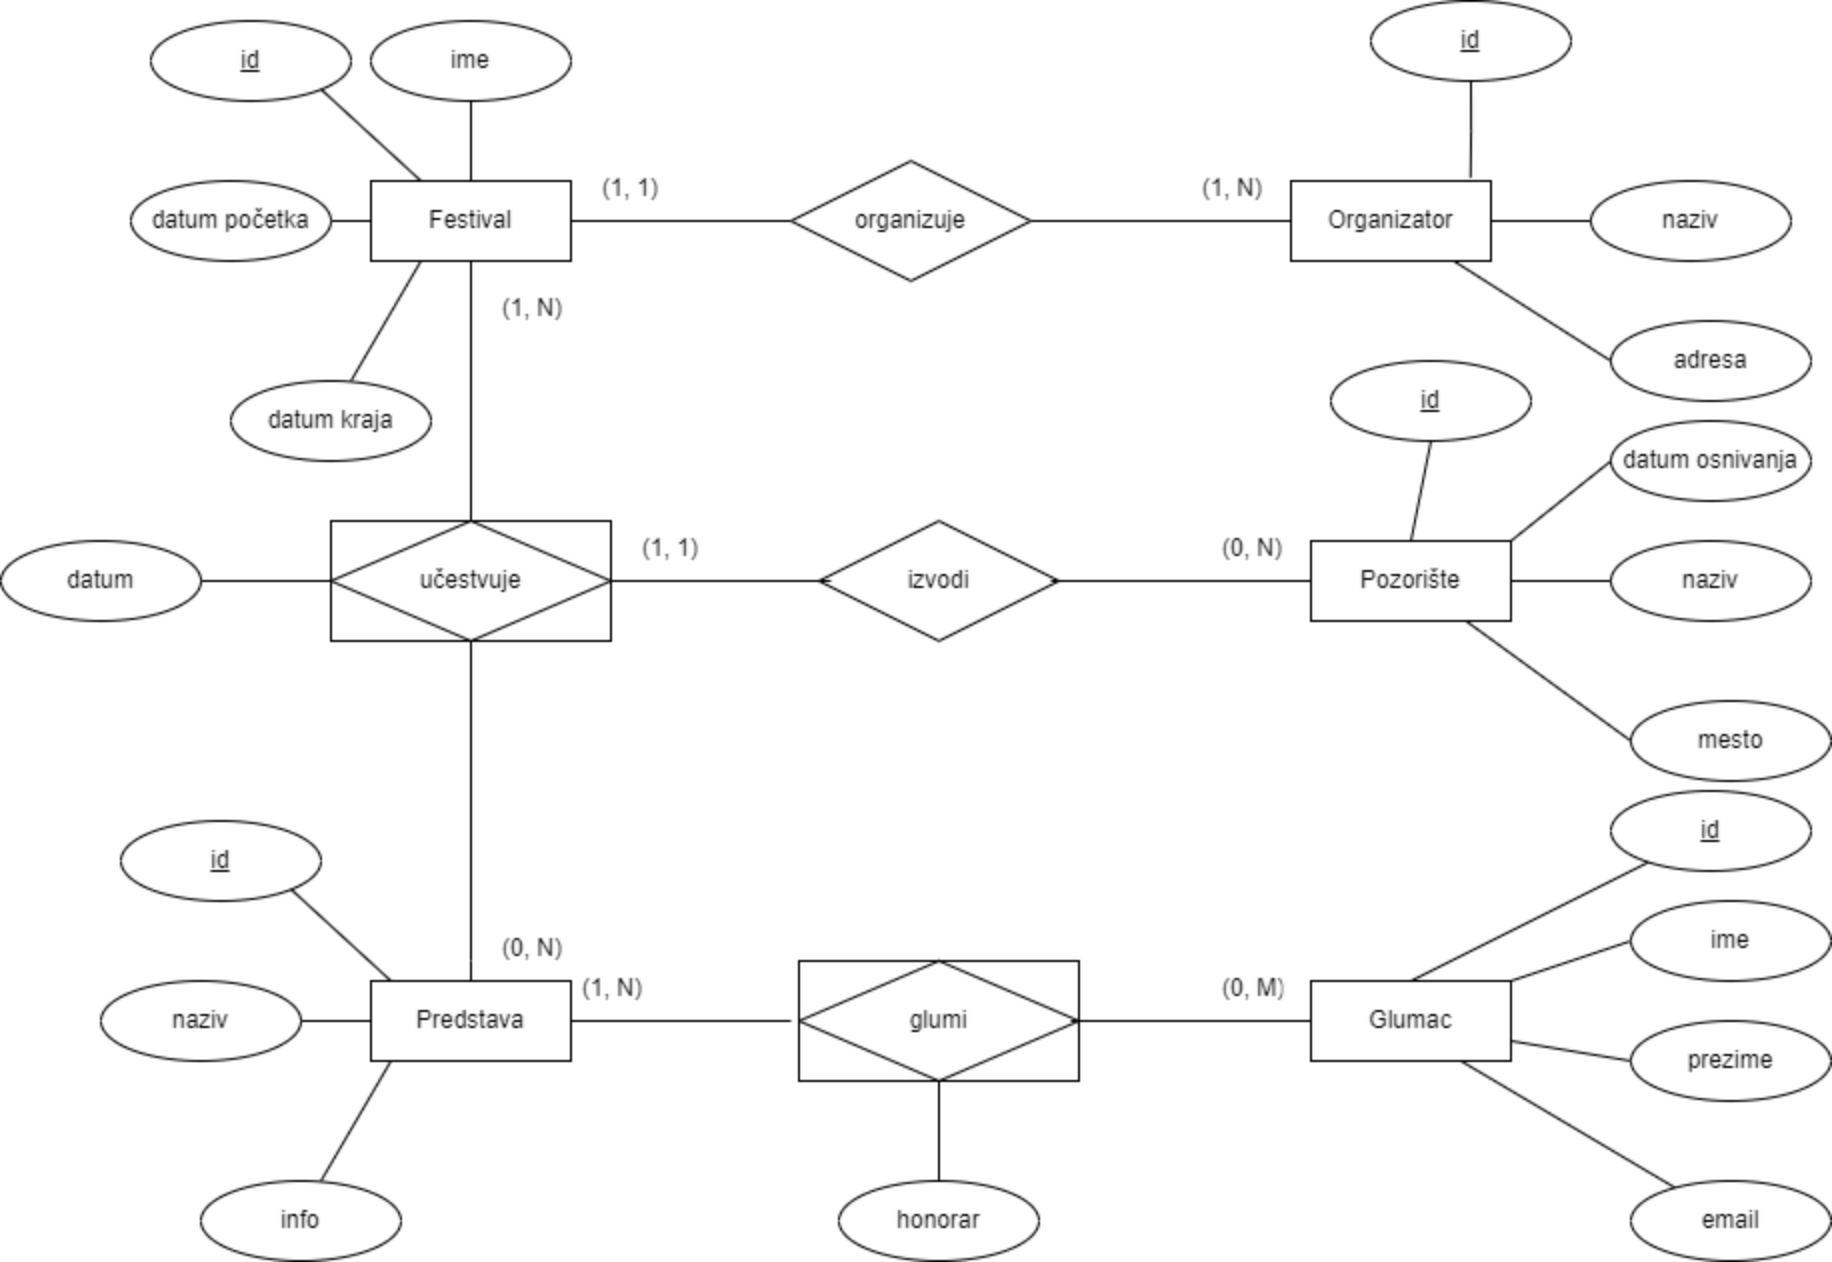 id
ime
id
datum početka
Festival
(1, 1)
organizuje
(1, N)
Organizator
naziv
(1, N)
adresa
datum kraja
id
datum osnivanja
datum
učestvuje
(1, 1)
izvodi
(0, N)
Pozorište
naziv
mesto
id
id
(0, N)
ime
naziv
Predstava
(1, N)
glumi
(0, M)
Glumac
prezime
info
honorar
email